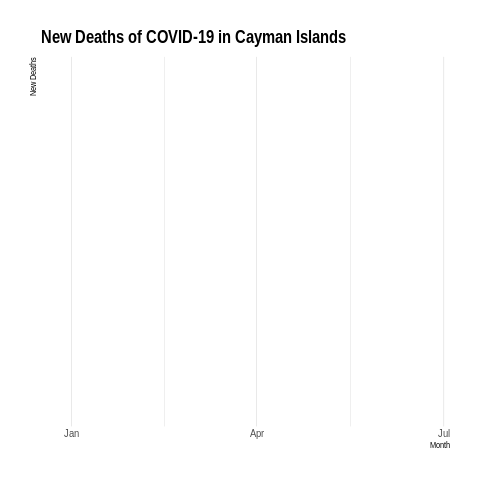 New Deaths of COVID-19 in Cayman Islands
New Deaths
Jan Apr Jul
Month